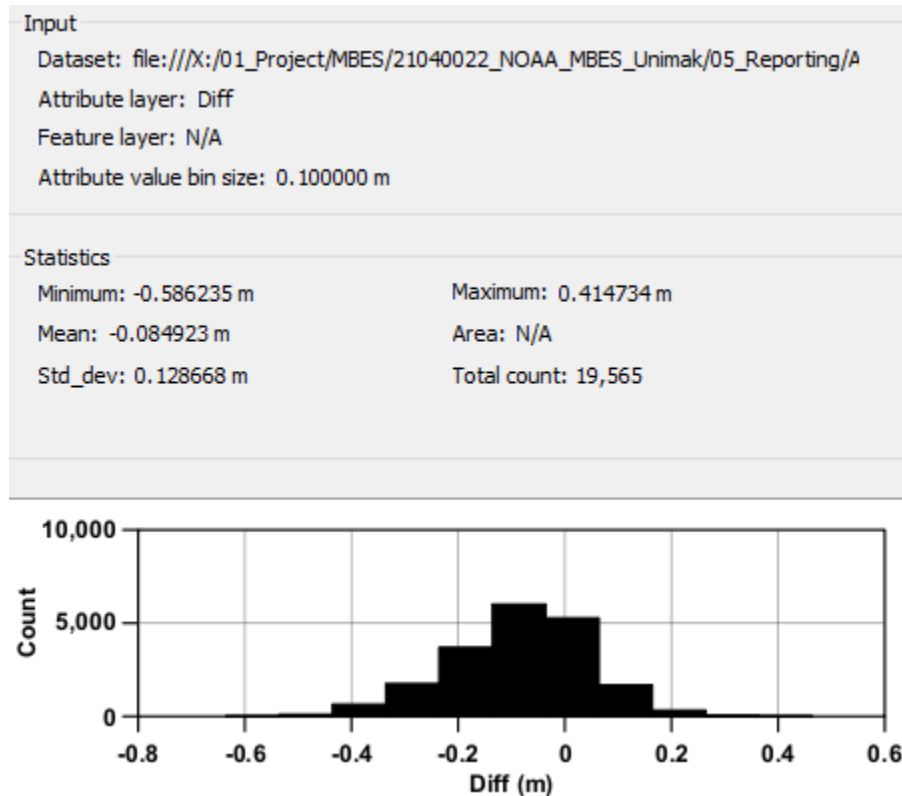 Input
Dataset: file:///X:/01_Project/MBES/21040022_NOAA_MBES_Unimak/05_Reporting/A
Attribute layer: Diff
Feature layer: N/A
Attribute value bin size: 0.100000 m
Statistics
Minimum: -0.586235 m Maximum: 0.414734 m
Mean: -0.084923 m Area: N/A
Std_dev: 0.128668 m Total count: 19,565
10,000
5,000
0
Count
-0.8 -0.6 -0.4 -0.2 0 0.2 0.4 0.6
Diff (m)